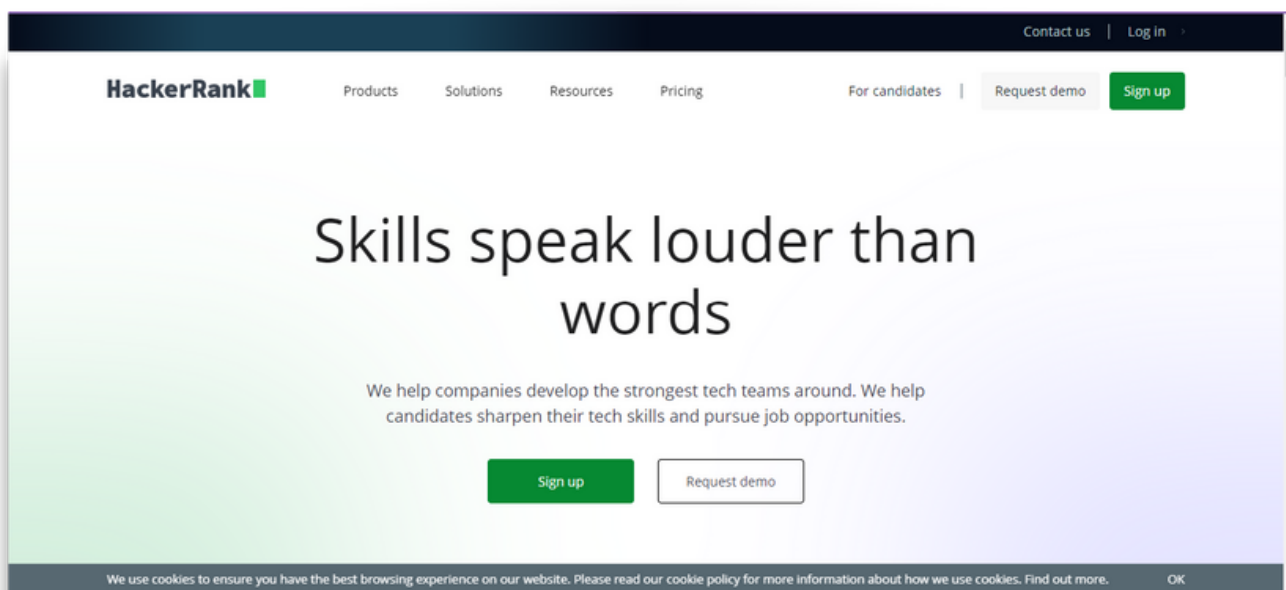 Contact us | Log in ›
HackerRank Products Solutions Resources Pricing For candidates | Request demo Sign up
Skills speak louder than
words
We help companies develop the strongest tech teams around. We help
candidates sharpen their tech skills and pursue job opportunities.
Sign up Request demo
We use cookies to ensure you have the best browsing experience on our website. Please read our cookie policy for more information about how we use cookies. Find out more. OK